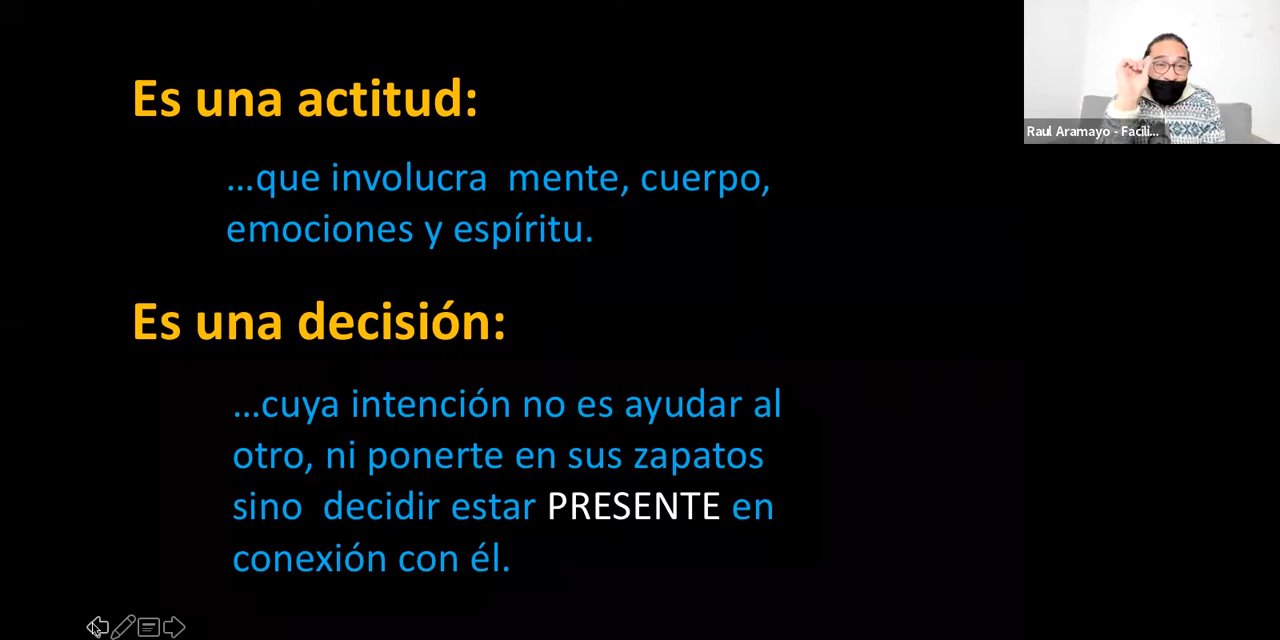 Es una actitud:
...que involucra  mente, cuerpo,
emociones y espíritu.
Es una decisión:
...cuya intención no es ayudar al
otro, ni ponerte en sus zapatos
sino  decidir estar PRESENTE en
conexión con él.
Raul Aramayo - Facili...